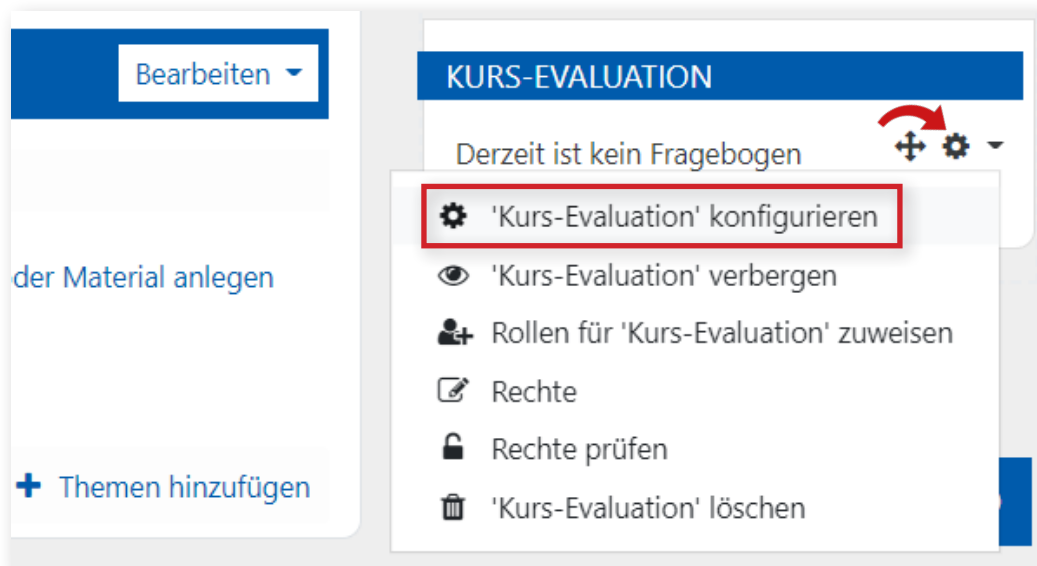 Bearbeiten
der Material anlegen
Themen hinzufügen
KURS-EVALUATION
Derzeit ist kein Fragebogen
'Kurs-Evaluation' konfigurieren
'Kurs-Evaluation' verbergen
Rollen für 'Kurs-Evaluation' zuweisen
Rechte
Rechte prüfen
'Kurs-Evaluation' löschen